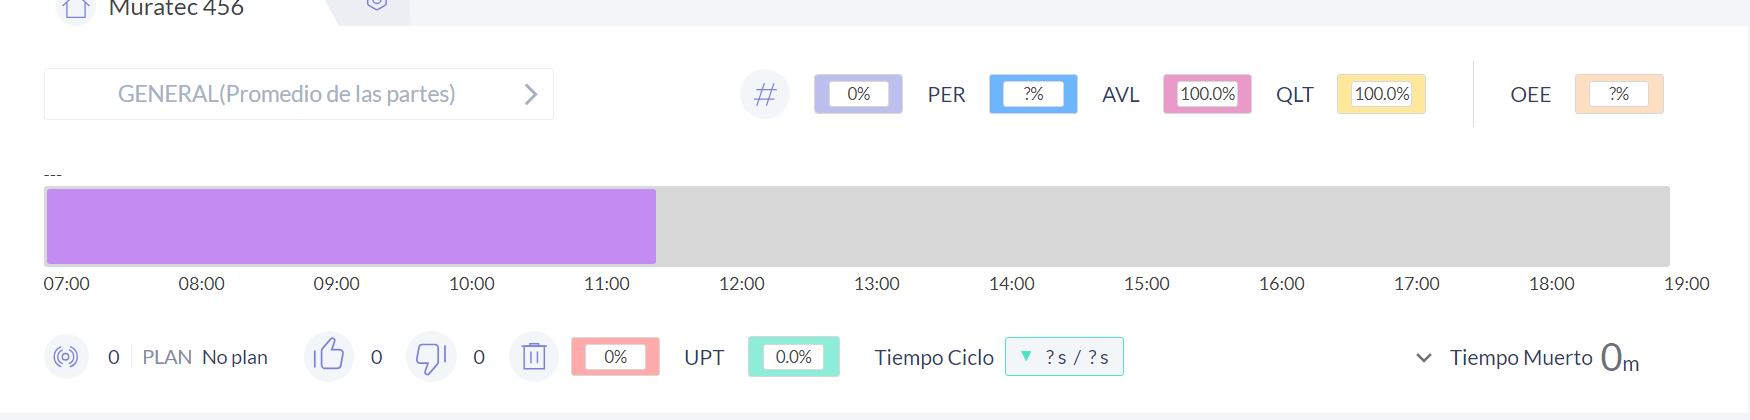 Muratec 456
GENERAL(Promedio de las partes)
# 0% PER ?% AVL 100.0% QLT 100.0% OEE ?%
---
07:00 08:00 09:00 10:00 11:00 12:00 13:00 14:00 15:00 16:00 17:00 18:00 19:00
0 PLAN No plan 0 0 0% UPT 0.0% Tiempo Ciclo ?s / ?s Tiempo Muerto 0m